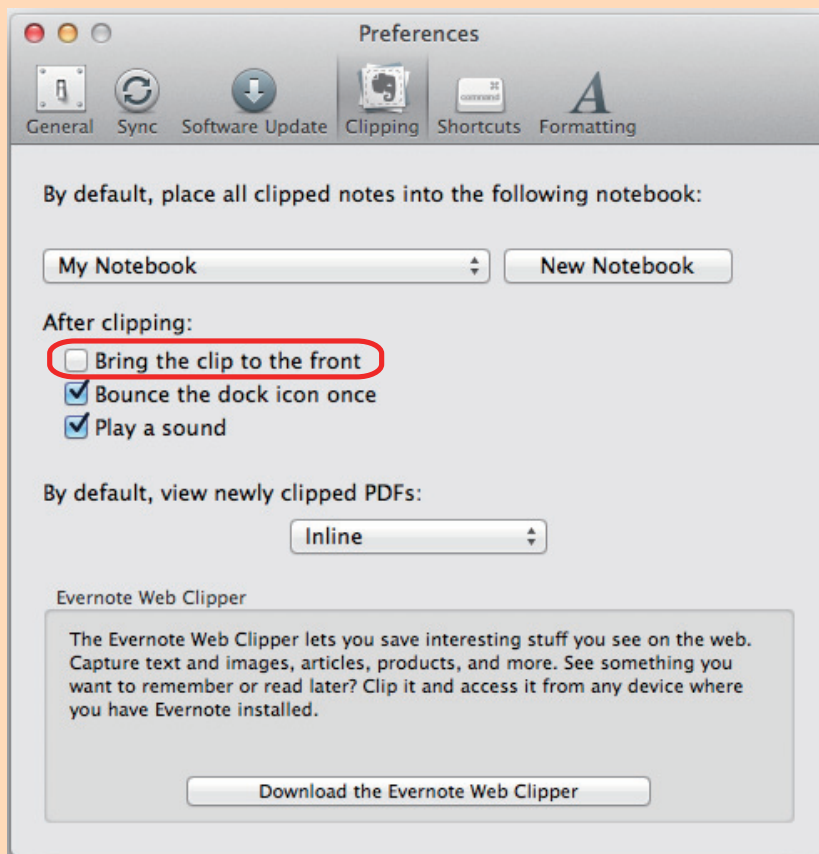 Preferences
General Sync Software Update Clipping command Shortcuts Formatting
By default, place all clipped notes into the following notebook:
My Notebook New Notebook
After clipping:
Bring the clip to the front
Bounce the dock icon once
Play a sound
By default, view newly clipped PDFs:
Inline
Evernote Web Clipper
The Evernote Web Clipper lets you save interesting stuff you see on the web.
Capture text and images, articles, products, and more. See something you
want to remember or read later? Clip it and access it from any device where
you have Evernote installed.
Download the Evernote Web Clipper